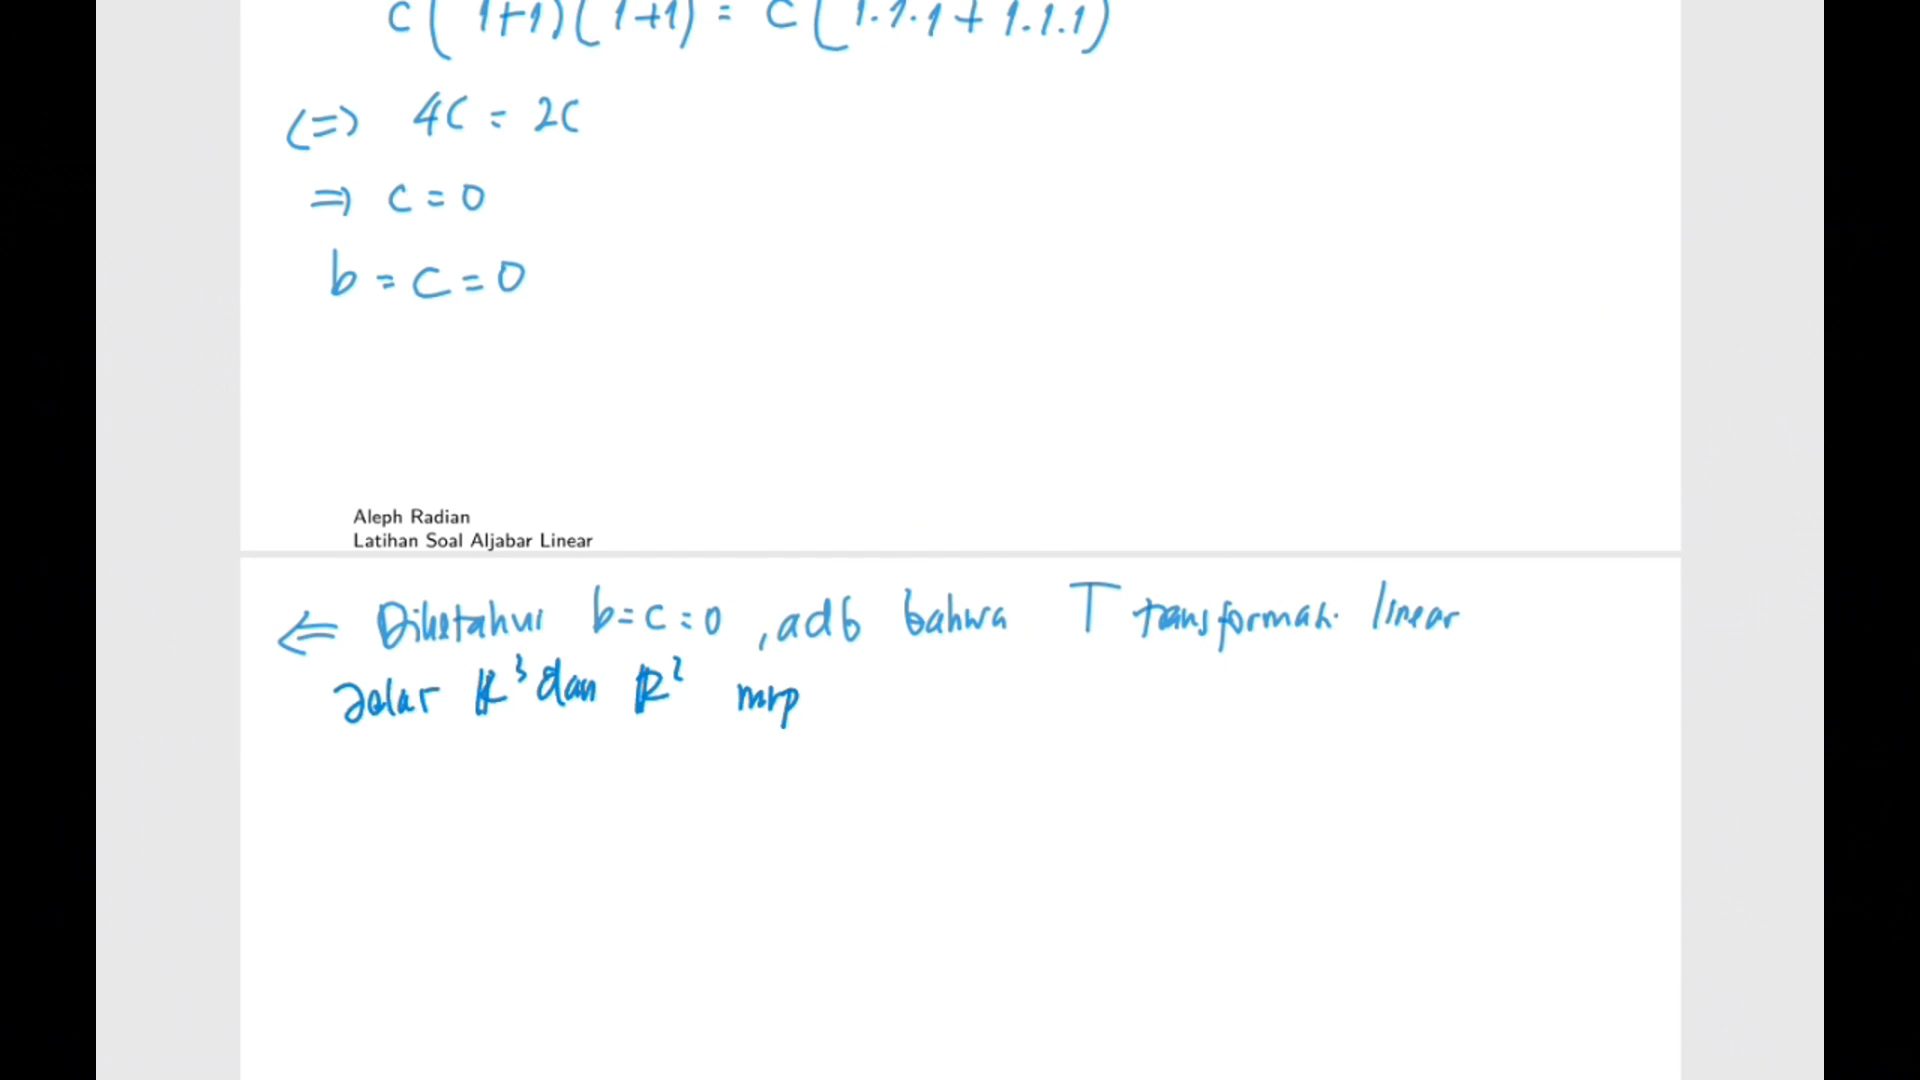 c(1+1)(1+1) = c(1.1.1+1.1.1)
<=> 4c = 2c
=> c = 0
b = c = 0
Aleph Radian
Latihan Soal Aljabar Linear
<= Diketahui b=c=0, adb bahwa T transformasi linear
Jelas ℝ³ dan ℝ² mrp